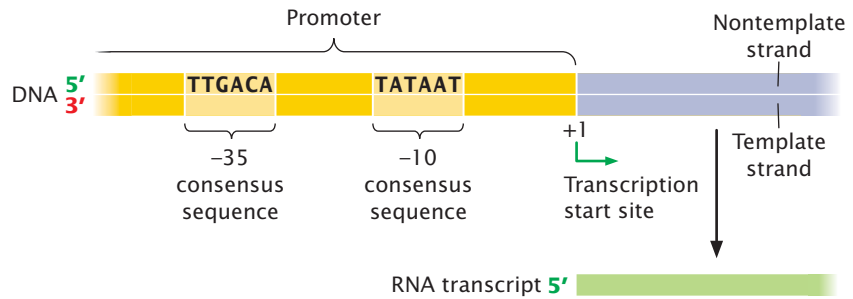 Promoter
Nontemplate
strand
DNA 5′
3′
TTGACA
TATAAT
–35
consensus
sequence
–10
consensus
sequence
+1
Transcription
start site
Template
strand
RNA transcript 5′